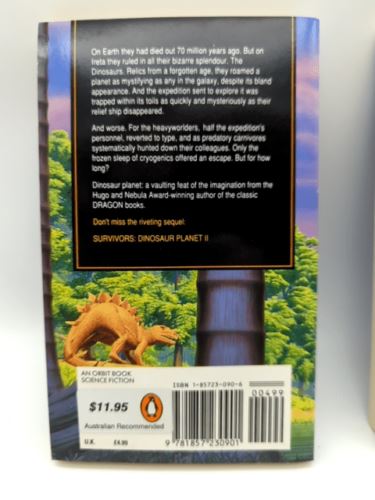 On Earth they had died out 70 million years ago. But on
Ireta they ruled in all their bizarre splendour. The
Dinosaurs. Relics from a forgotten age, they roamed a
planet as mystifying as any in the galaxy, despite its bland
appearance. And the expedition sent to explore it was
trapped within its toils as quickly and mysteriously as their
relief ship disappeared.
And worse. For the heavyworlders, half the expedition's
personnel, reverted to type, and as predatory carnivores
systematically hunted down their colleagues. Only the
frozen sleep of cryogenics offered an escape. But for how
long?
Dinosaur planet: a vaulting feat of the imagination from the
Hugo and Nebula Award-winning author of the classic
DRAGON books.
Don't miss the riveting sequel:
SURVIVORS: DINOSAUR PLANET II
AN ORBIT BOOK
SCIENCE FICTION
ISBN 1-85723-090-6
00499
$11.95
Australian Recommended
U.K. £4.99
9 781857 230901